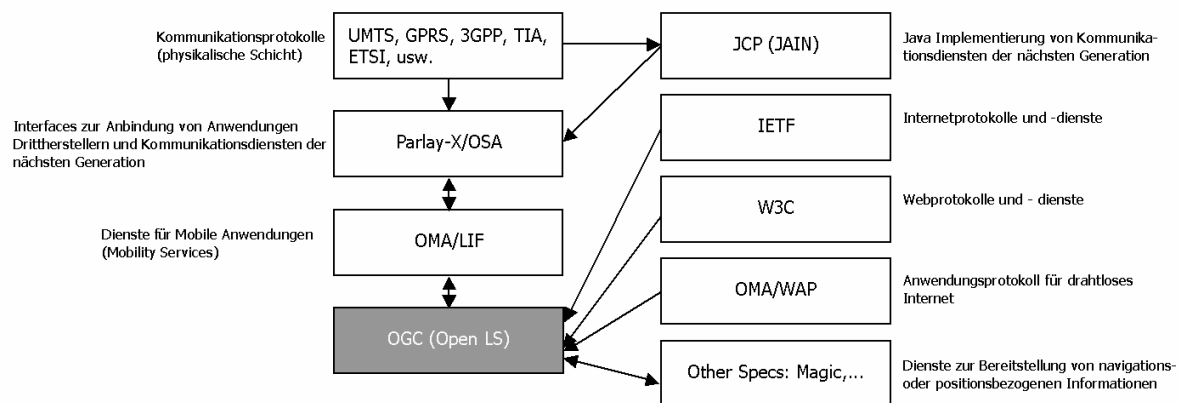 Kommunikationsprotokolle
(physikalische Schicht)
UMTS, GPRS, 3GPP, TIA,
ETSI, usw.
JCP (JAIN)
Java Implementierung von Kommunika-
tionsdiensten der nächsten Generation
Interfaces zur Anbindung von Anwendungen
Drittherstellern und Kommunikationsdiensten der
nächsten Generation
Parlay-X/OSA
IETF
Internetprotokolle und -dienste
Dienste für Mobile Anwendungen
(Mobility Services)
OMA/LIF
W3C
Webprotokolle und - dienste
OMA/WAP
Anwendungsprotokoll für drahtloses
Internet
OGC (Open LS)
Other Specs: Magic,...
Dienste zur Bereitstellung von navigations-
oder positionsbezogenen Informationen